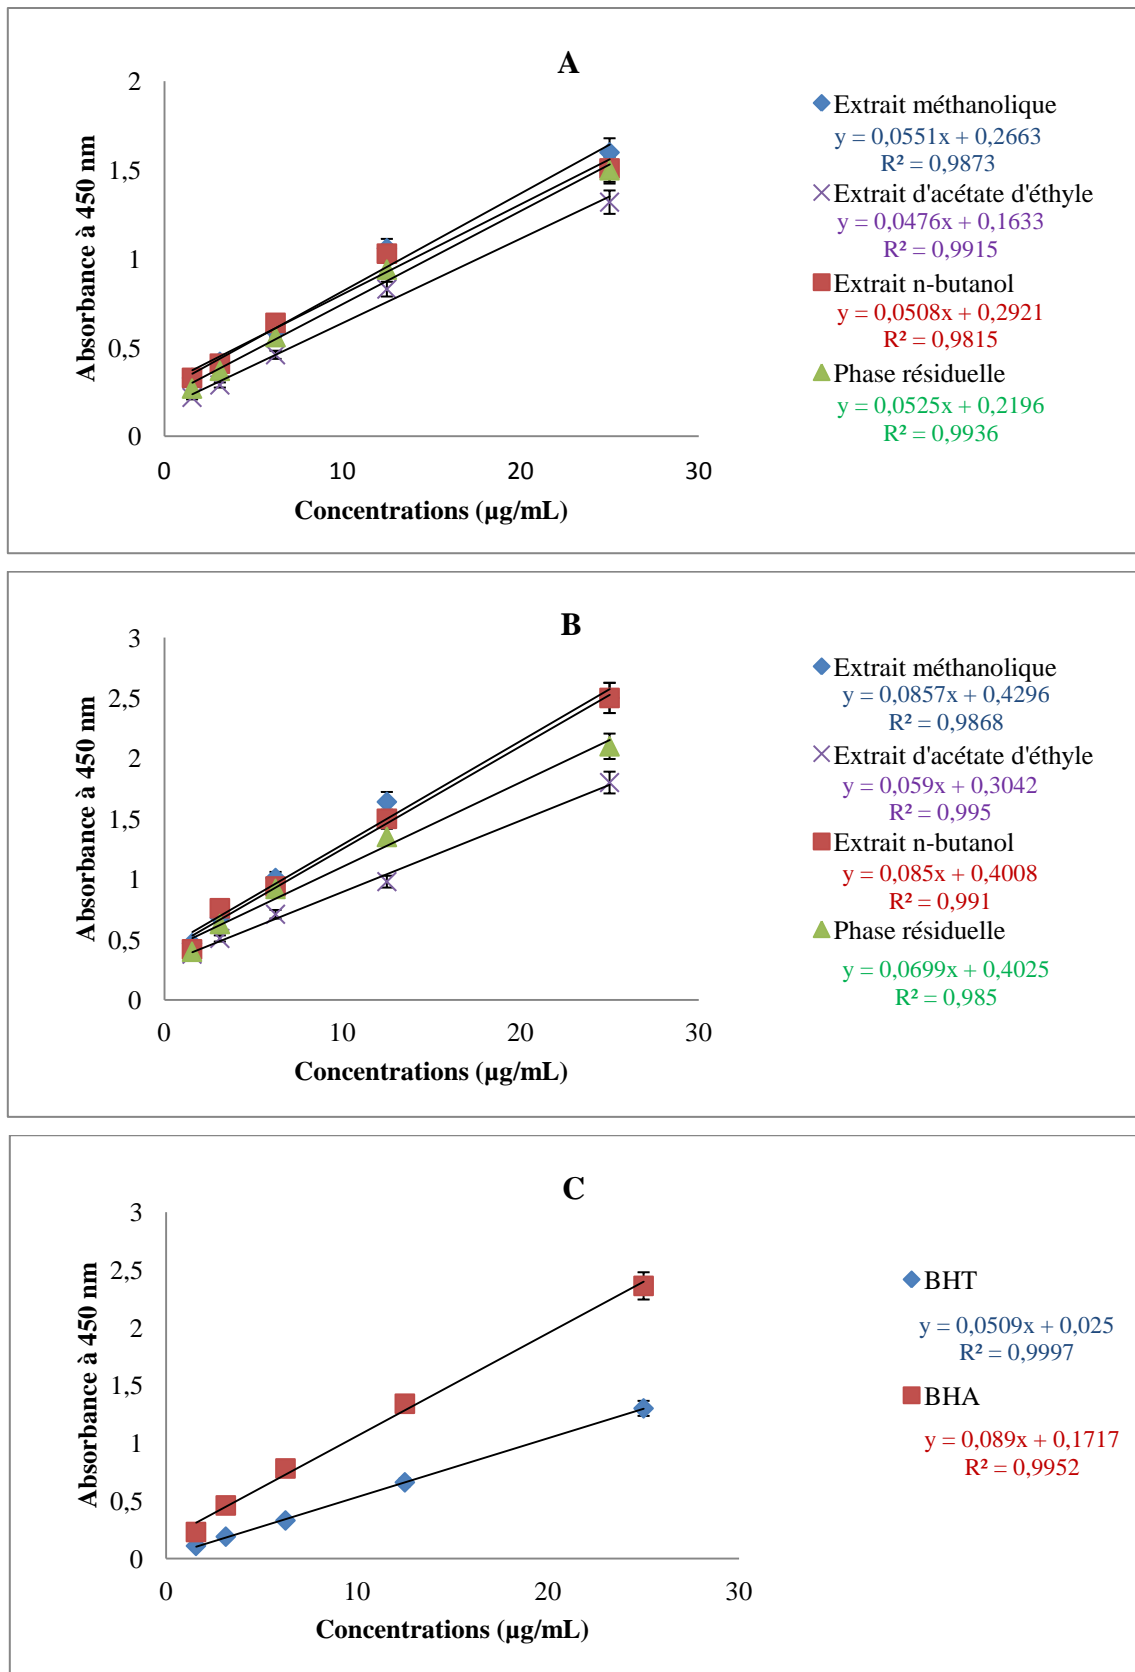 A
2
1,5
1
0,5
0
0
10
20
30
Absorbance à 450 nm
Concentrations (µg/mL)
Extrait méthanolique
y = 0,0551x + 0,2663
R² = 0,9873
Extrait d'acétate d'éthyle
y = 0,0476x + 0,1633
R² = 0,9915
Extrait n-butanol
y = 0,0508x + 0,2921
R² = 0,9815
Phase résiduelle
y = 0,0525x + 0,2196
R² = 0,9936
B
3
2,5
2
1,5
1
0,5
0
0
10
20
30
Absorbance à 450 nm
Concentrations (µg/mL)
Extrait méthanolique
y = 0,0857x + 0,4296
R² = 0,9868
Extrait d'acétate d'éthyle
y = 0,059x + 0,3042
R² = 0,995
Extrait n-butanol
y = 0,085x + 0,4008
R² = 0,991
Phase résiduelle
y = 0,0699x + 0,4025
R² = 0,985
C
3
2,5
2
1,5
1
0,5
0
0
10
20
30
Absorbance à 450 nm
Concentrations (µg/mL)
BHT
y = 0,0509x + 0,025
R² = 0,9997
BHA
y = 0,089x + 0,1717
R² = 0,9952